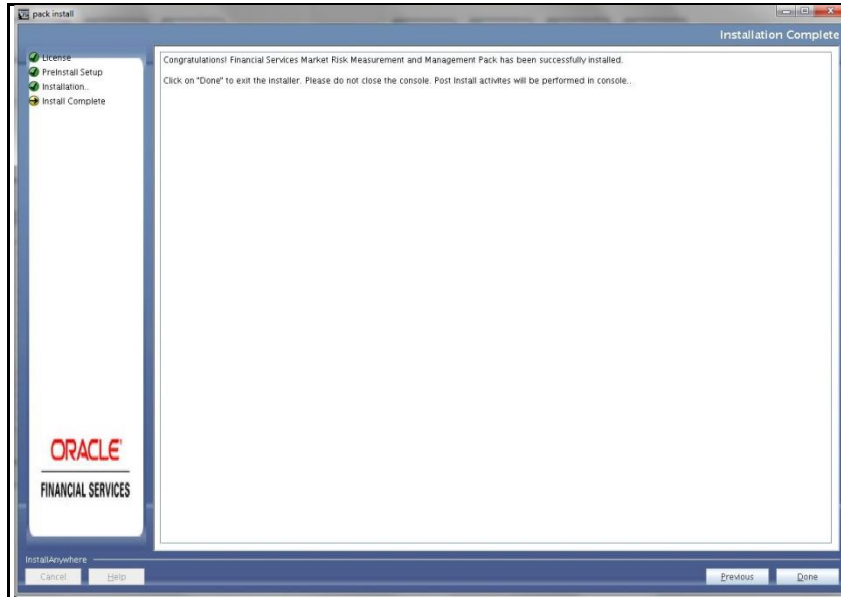 pack install
Installation Complete
License
PreInstall Setup
Installation..
Install Complete
Congratulations! Financial Services Market Risk Measurement and Management Pack has been successfully installed.
Click on "Done" to exit the installer. Please do not close the console. Post Install activites will be performed in console..
ORACLE
FINANCIAL SERVICES
InstallAnywhere
Cancel
Help
Previous
Done